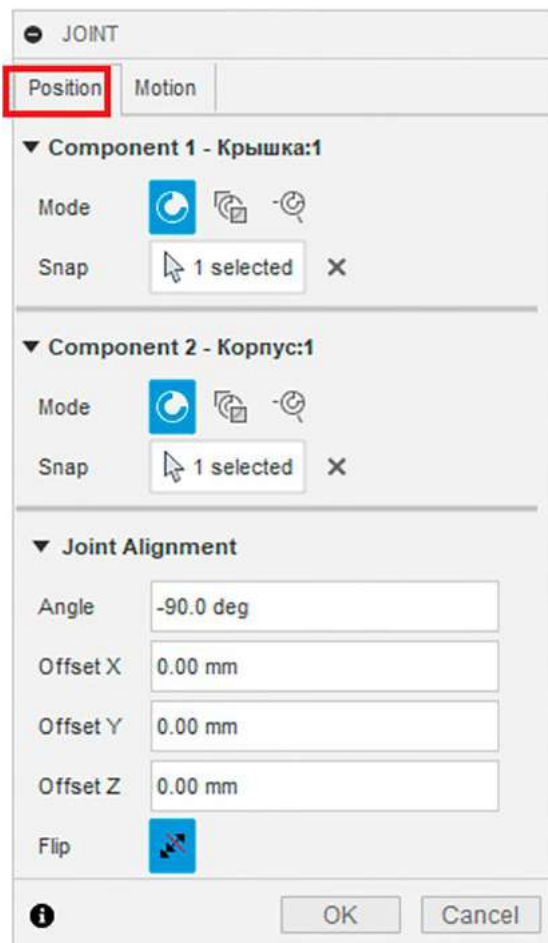 JOINT
Position Motion
Component 1 - Крышка:1
Mode
Snap 1 selected
Component 2 - Корпус:1
Mode
Snap 1 selected
Joint Alignment
Angle -90.0 deg
Offset X 0.00 mm
Offset Y 0.00 mm
Offset Z 0.00 mm
Flip
OK Cancel